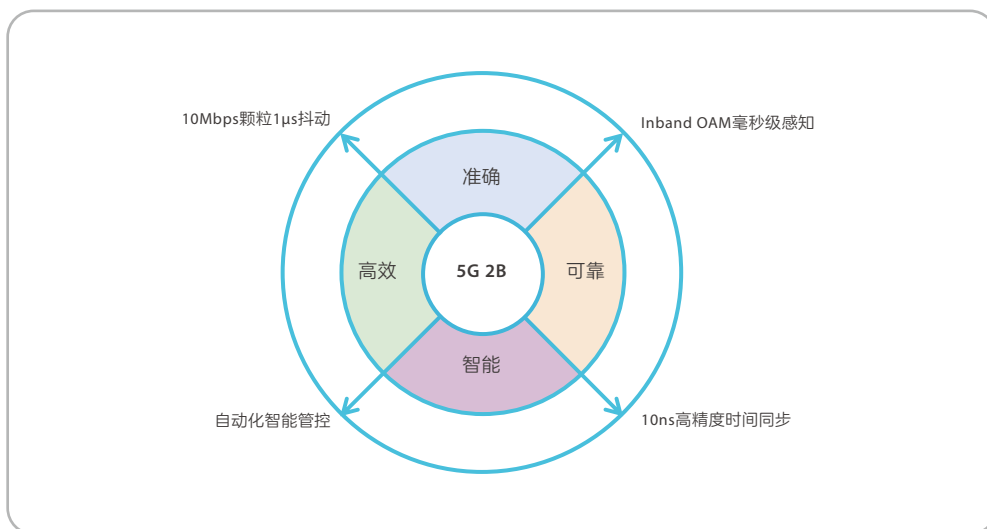 10Mbps颗粒1μs抖动
Inband OAM毫秒级感知
准确
高效
5G 2B
可靠
智能
自动化智能管控
10ns高精度时间同步